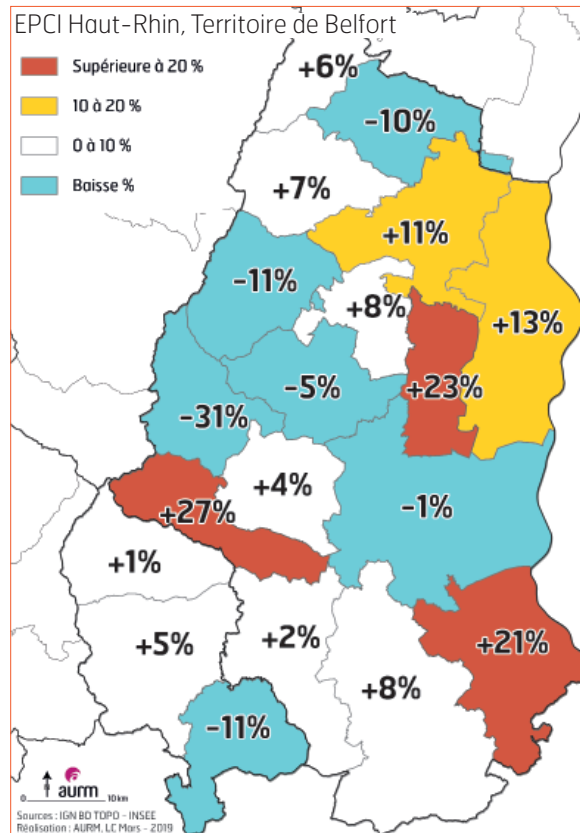 EPCI Haut-Rhin, Territoire de Belfort
Supérieure à 20 %
10 à 20 %
0 à 10 %
Baisse %
+6%
-10%
+7%
+11%
-11%
+8%
+13%
+23%
-5%
-31%
+4%
+27%
-1%
+1%
+5%
+2%
+21%
+8%
-11%
aurm
0 10 km
Sources : IGN BD TOPO - INSEE
Réalisation : AURM, LC Mars - 2019